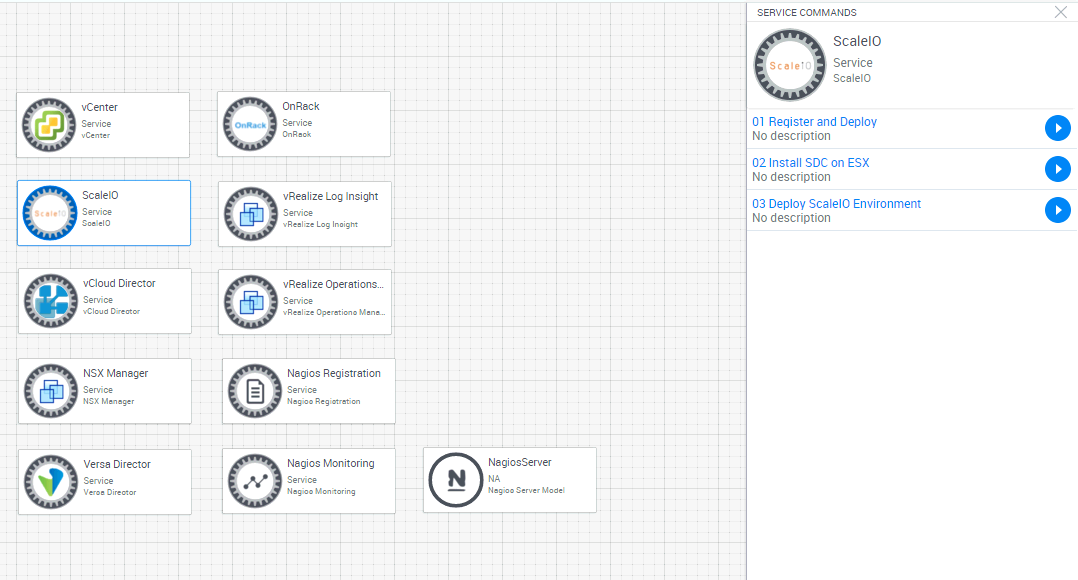 SERVICE COMMANDS
ScaleIO
ScaleIO
Service
ScaleIO
01 Register and Deploy
No description
02 Install SDC on ESX
No description
03 Deploy ScaleIO Environment
No description
vCenter
Service
vCenter
OnRack
OnRack
Service
OnRack
ScaleIO
ScaleIO
Service
ScaleIO
vRealize Log Insight
Service
vRealize Log Insight
vCloud Director
Service
vCloud Director
vRealize Operations...
Service
vRealize Operations Mana...
NSX Manager
Service
NSX Manager
Nagios Registration
Service
Nagios Registration
Versa Director
Service
Versa Director
Nagios Monitoring
Service
Nagios Monitoring
N
NagiosServer
NA
Nagios Server Model